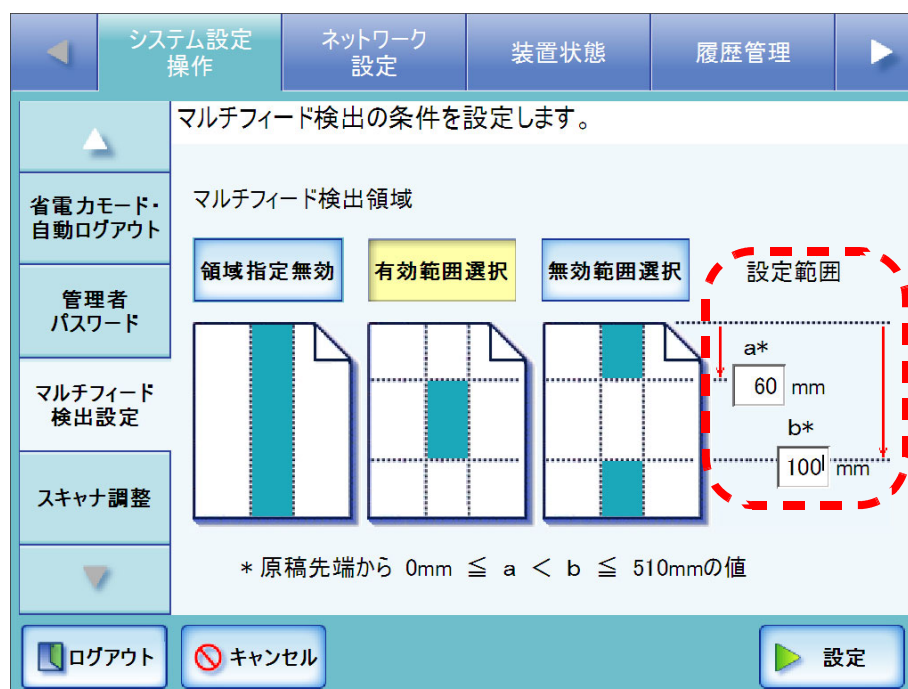 システム設定
操作
ネットワーク
設定
装置状態
履歴管理
マルチフィード検出の条件を設定します。
省電力モード・
自動ログアウト
管理者
パスワード
マルチフィード
検出設定
スキャナ調整
マルチフィード検出領域
領域指定無効
有効範囲選択
無効範囲選択
設定範囲
a*
60 mm
b*
100 mm
* 原稿先端から 0mm ≦ a < b ≦ 510mmの値
ログアウト
キャンセル
設定